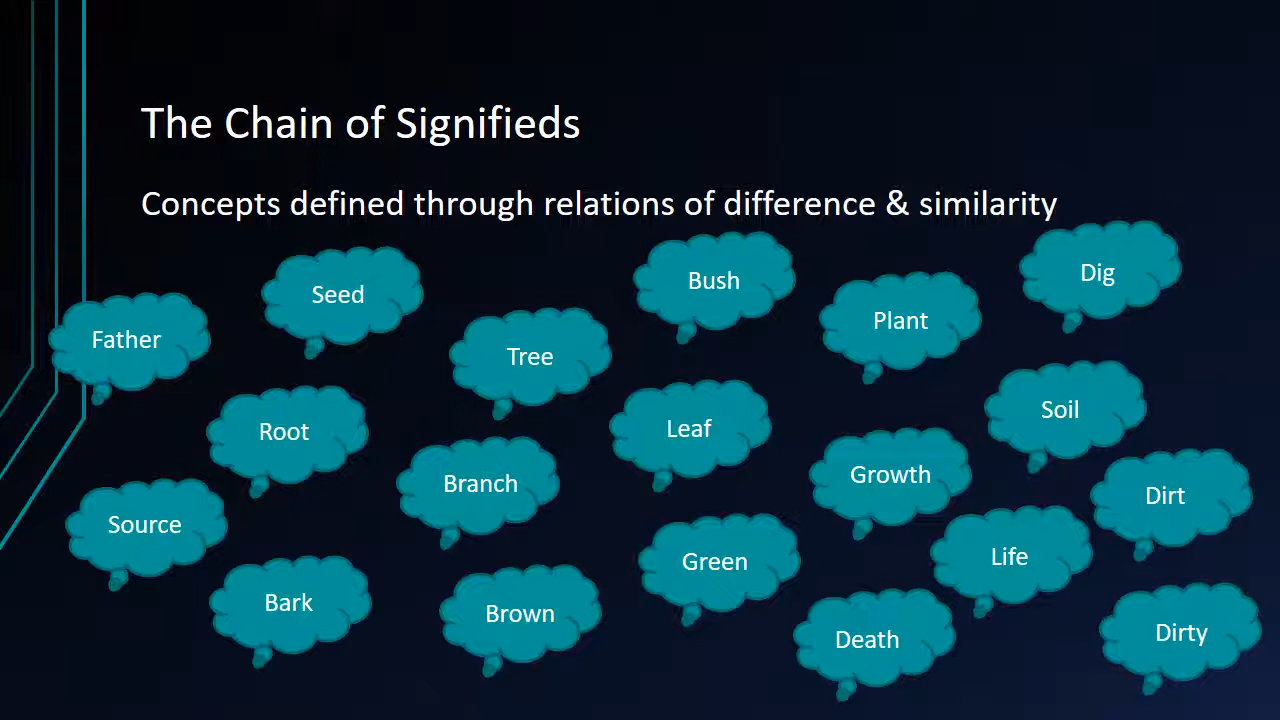 The Chain of Signifieds
Concepts defined through relations of difference & similarity
Father
Seed
Tree
Bush
Plant
Dig
Root
Branch
Leaf
Growth
Soil
Source
Bark
Brown
Green
Life
Dirt
Death
Dirty